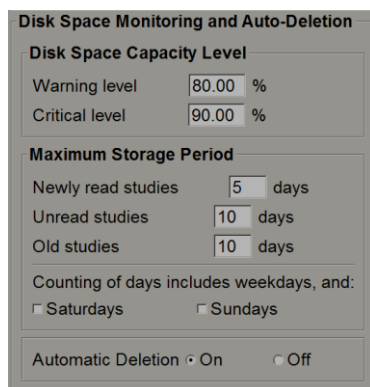 Disk Space Monitoring and Auto-Deletion
Disk Space Capacity Level
Warning level 80.00 %
Critical level 90.00 %
Maximum Storage Period
Newly read studies 5 days
Unread studies 10 days
Old studies 10 days
Counting of days includes weekdays, and:
Saturdays Sundays
Automatic Deletion On Off